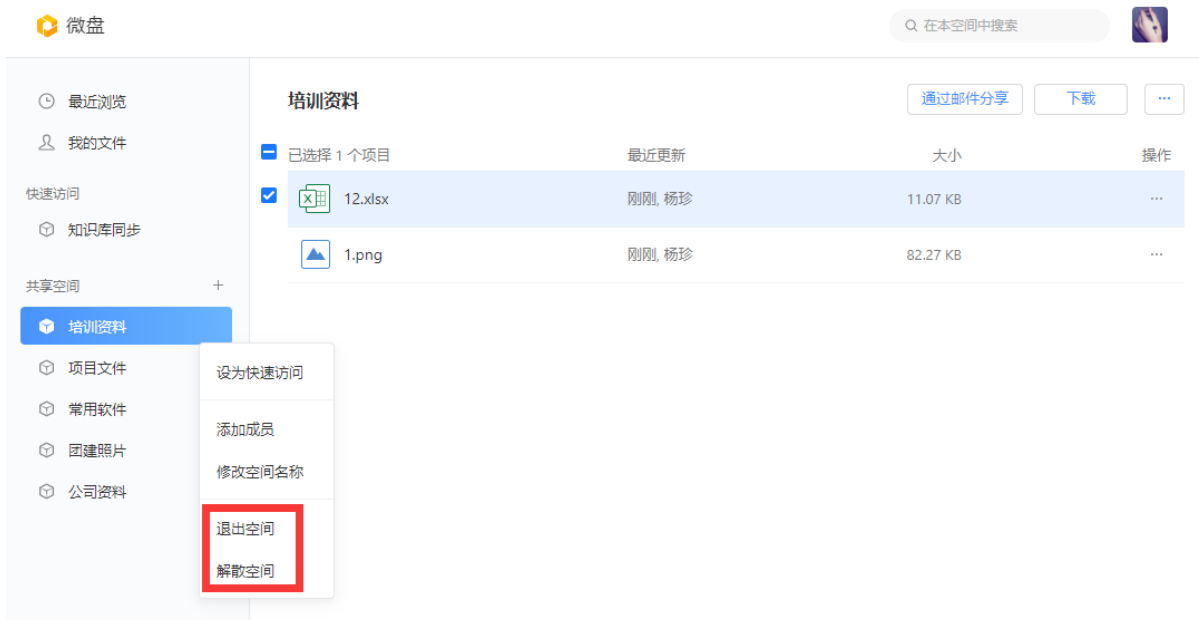 微盘
在本空间中搜索
最近浏览
我的文件
快速访问
知识库同步
共享空间 +
培训资料
项目文件
常用软件
团建照片
公司资料
培训资料
通过邮件分享 下载 ...
已选择 1 个项目 最近更新 大小 操作
12.xlsx 刚刚, 杨珍 11.07 KB ...
1.png 刚刚, 杨珍 82.27 KB ...
设为快速访问
添加成员
修改空间名称
退出空间
解散空间